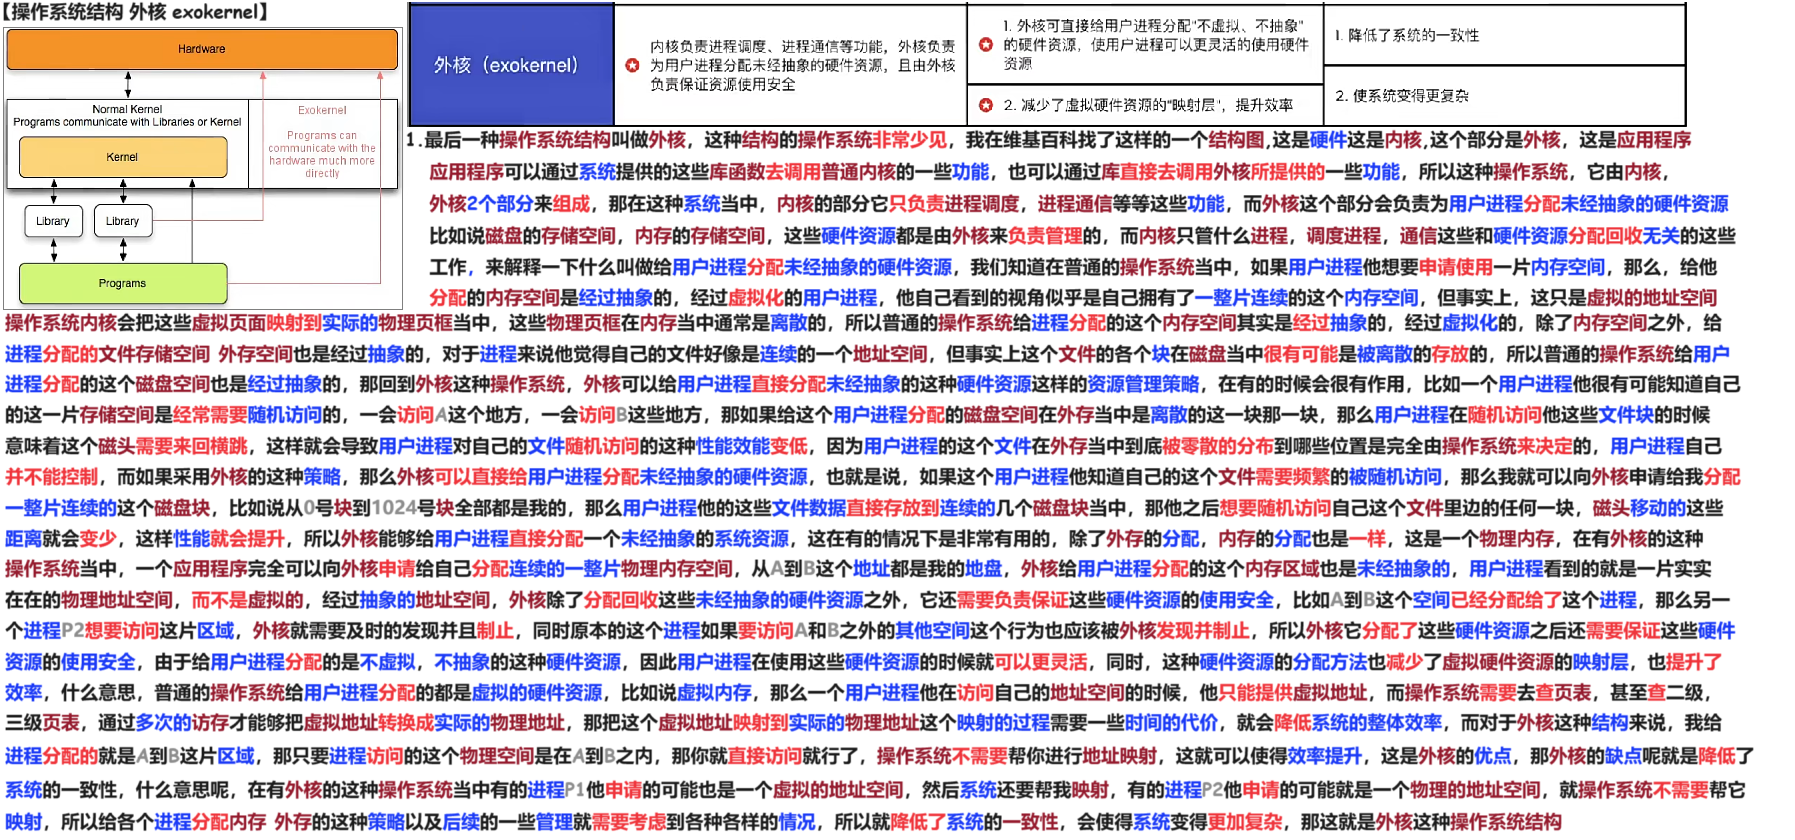 【操作系统结构 外核 exokernel】
Hardware
Normal Kernel
Programs communicate with Libraries or Kernel
Kernel
Exokernel
Programs can
communicate with the
hardware much more
directly
Library
Library
Programs
外核（exokernel）
内核负责进程调度、进程通信等功能，外核负责
为用户进程分配未经抽象的硬件资源，且由外核
负责保证资源使用安全
1. 外核可直接给用户进程分配"不虚拟、不抽象"
的硬件资源，使用户进程可以更灵活的使用硬件
资源
2. 减少了虚拟硬件资源的"映射层"，提升效率
1. 降低了系统的一致性
2. 使系统变得更复杂
1.最后一种操作系统结构叫做外核，这种结构的操作系统非常少见，我在维基百科找了这样的一个结构图,这是硬件这是内核,这个部分是外核，这是应用程序
应用程序可以通过系统提供的这些库函数去调用普通内核的一些功能，也可以通过库直接去调用外核所提供的一些功能，所以这种操作系统，它由内核，
外核2个部分来组成，那在这种系统当中，内核的部分它只负责进程调度，进程通信等等这些功能，而外核这个部分会负责为用户进程分配未经抽象的硬件资源
比如说磁盘的存储空间，内存的存储空间，这些硬件资源都是由外核来负责管理的，而内核只管什么进程，调度进程，通信这些和硬件资源分配回收无关的这些
工作，来解释一下什么叫做给用户进程分配未经抽象的硬件资源，我们知道在普通的操作系统当中，如果用户进程他想要申请使用一片内存空间，那么，给他
分配的内存空间是经过抽象的，经过虚拟化的用户进程，他自己看到的视角似乎是自己拥有了一整片连续的这个内存空间，但事实上，这只是虚拟的地址空间
操作系统内核会把这些虚拟页面映射到实际的物理页框当中，这些物理页框在内存当中通常是离散的，所以普通的操作系统给进程分配的这个内存空间其实是经过抽象的，经过虚拟化的，除了内存空间之外，给
进程分配的文件存储空间 外存空间也是经过抽象的，对于进程来说他觉得自己的文件好像是连续的一个地址空间，但事实上这个文件的各个块在磁盘当中很有可能是被离散的存放的，所以普通的操作系统给用户
进程分配的这个磁盘空间也是经过抽象的，那回到外核这种操作系统，外核可以给用户进程直接分配未经抽象的这种硬件资源这样的资源管理策略，在有的时候会很有作用，比如一个用户进程他很有可能知道自己
的这一片存储空间是经常需要随机访问的，一会访问A这个地方，一会访问B这些地方，那如果给这个用户进程分配的磁盘空间在外存当中是离散的这一块那一块，那么用户进程在随机访问他这些文件块的时候
意味着这个磁头需要来回横跳，这样就会导致用户进程对自己的文件随机访问的这种性能效能变低，因为用户进程的这个文件在外存当中到底被零散的分布到哪些位置是完全由操作系统来决定的，用户进程自己
并不能控制，而如果采用外核的这种策略，那么外核可以直接给用户进程分配未经抽象的硬件资源，也就是说，如果这个用户进程他知道自己的这个文件需要频繁的被随机访问，那么我就可以向外核申请给我分配
一整片连续的这个磁盘块，比如说从0号块到1024号块全部都是我的，那么用户进程他的这些文件数据直接存放到连续的几个磁盘块当中，那他之后想要随机访问自己这个文件里边的任何一块，磁头移动的这些
距离就会变少，这样性能就会提升，所以外核能够给用户进程直接分配一个未经抽象的系统资源，这在有的情况下是非常有用的，除了外存的分配，内存的分配也是一样，这是一个物理内存，在有外核的这种
操作系统当中，一个应用程序完全可以向外核申请给自己分配连续的一整片物理内存空间，从A到B这个地址都是我的地盘，外核给用户进程分配的这个内存区域也是未经抽象的，用户进程看到的就是一片实实
在在的物理地址空间，而不是虚拟的，经过抽象的地址空间，外核除了分配回收这些未经抽象的硬件资源之外，它还需要负责保证这些硬件资源的使用安全，比如A到B这个空间已经分配给了这个进程，那么另一
个进程P2想要访问这片区域，外核就需要及时的发现并且制止，同时原本的这个进程如果要访问A和B之外的其他空间这个行为也应该被外核发现并制止，所以外核它分配了这些硬件资源之后还需要保证这些硬件
资源的使用安全，由于给用户进程分配的是不虚拟，不抽象的这种硬件资源，因此用户进程在使用这些硬件资源的时候就可以更灵活，同时，这种硬件资源的分配方法也减少了虚拟硬件资源的映射层，也提升了
效率，什么意思，普通的操作系统给用户进程分配的都是虚拟的硬件资源，比如说虚拟内存，那么一个用户进程他在访问自己的地址空间的时候，他只能提供虚拟地址，而操作系统需要去查页表，甚至查二级，
三级页表，通过多次的访存才能够把虚拟地址转换成实际的物理地址，那把这个虚拟地址映射到实际的物理地址这个映射的过程需要一些时间的代价，就会降低系统的整体效率，而对于外核这种结构来说，我给
进程分配的就是A到B这片区域，那只要进程访问的这个物理空间是在A到B之内，那你就直接访问就行了，操作系统不需要帮你进行地址映射，这就可以使得效率提升，这是外核的优点，那外核的缺点呢就是降低了
系统的一致性，什么意思呢，在有外核的这种操作系统当中有的进程P1他申请的可能也是一个虚拟的地址空间，然后系统还要帮我映射，有的进程P2他申请的可能就是一个物理的地址空间，就操作系统不需要帮它
映射，所以给各个进程分配内存 外存的这种策略以及后续的一些管理就需要考虑到各种各样的情况，所以就降低了系统的一致性，会使得系统变得更加复杂，那这就是外核这种操作系统结构